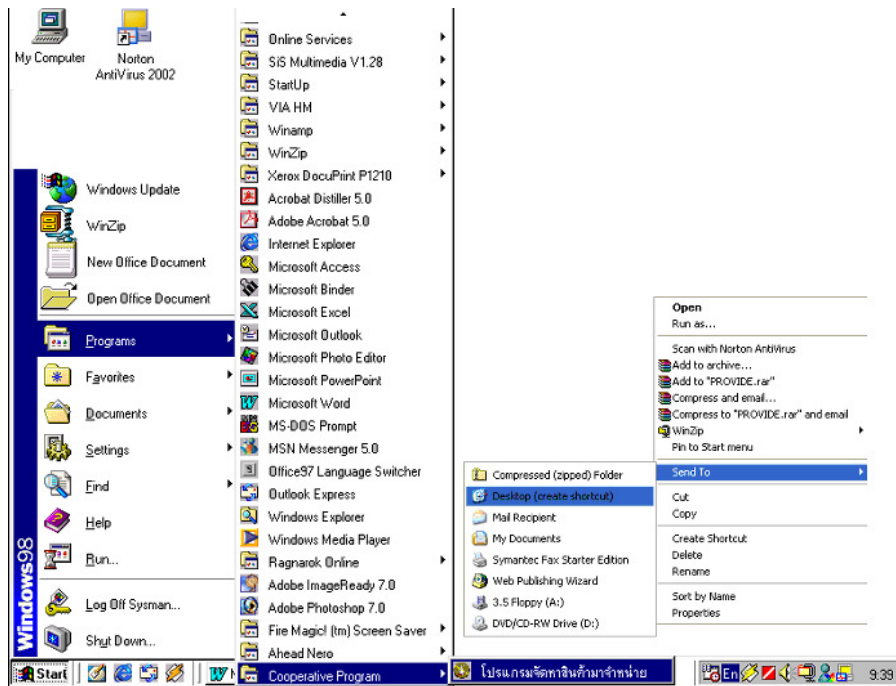 My Computer
Norton
AntiVirus 2002
Windows98
Windows Update
WinZip
New Office Document
Open Office Document
Programs
Favorites
Documents
Settings
Find
Help
Run...
Log Off Sysman...
Shut Down...
Start
Online Services
SiS Multimedia V1.28
StartUp
VIA HM
Winamp
WinZip
Xerox DocuPrint P1210
Acrobat Distiller 5.0
Adobe Acrobat 5.0
Internet Explorer
Microsoft Access
Microsoft Binder
Microsoft Excel
Microsoft Outlook
Microsoft Photo Editor
Microsoft PowerPoint
Microsoft Word
MS-DOS Prompt
MSN Messenger 5.0
Office97 Language Switcher
Outlook Express
Windows Explorer
Windows Media Player
Ragnarok Online
Adobe ImageReady 7.0
Adobe Photoshop 7.0
Fire Magic! (tm) Screen Saver
Ahead Nero
Cooperative Program
โปรแกรมจัดหาสินค้ามาจำหน่าย
Compressed (zipped) Folder
Desktop (create shortcut)
Mail Recipient
My Documents
Symantec Fax Starter Edition
Web Publishing Wizard
3.5 Floppy (A:)
DVD/CD-RW Drive (D:)
Open
Run as...
Scan with Norton AntiVirus
Add to archive...
Add to "PROVIDE.rar"
Compress and email...
Compress to "PROVIDE.rar" and email
WinZip
Pin to Start menu
Send To
Cut
Copy
Create Shortcut
Delete
Rename
Sort by Name
Properties
En